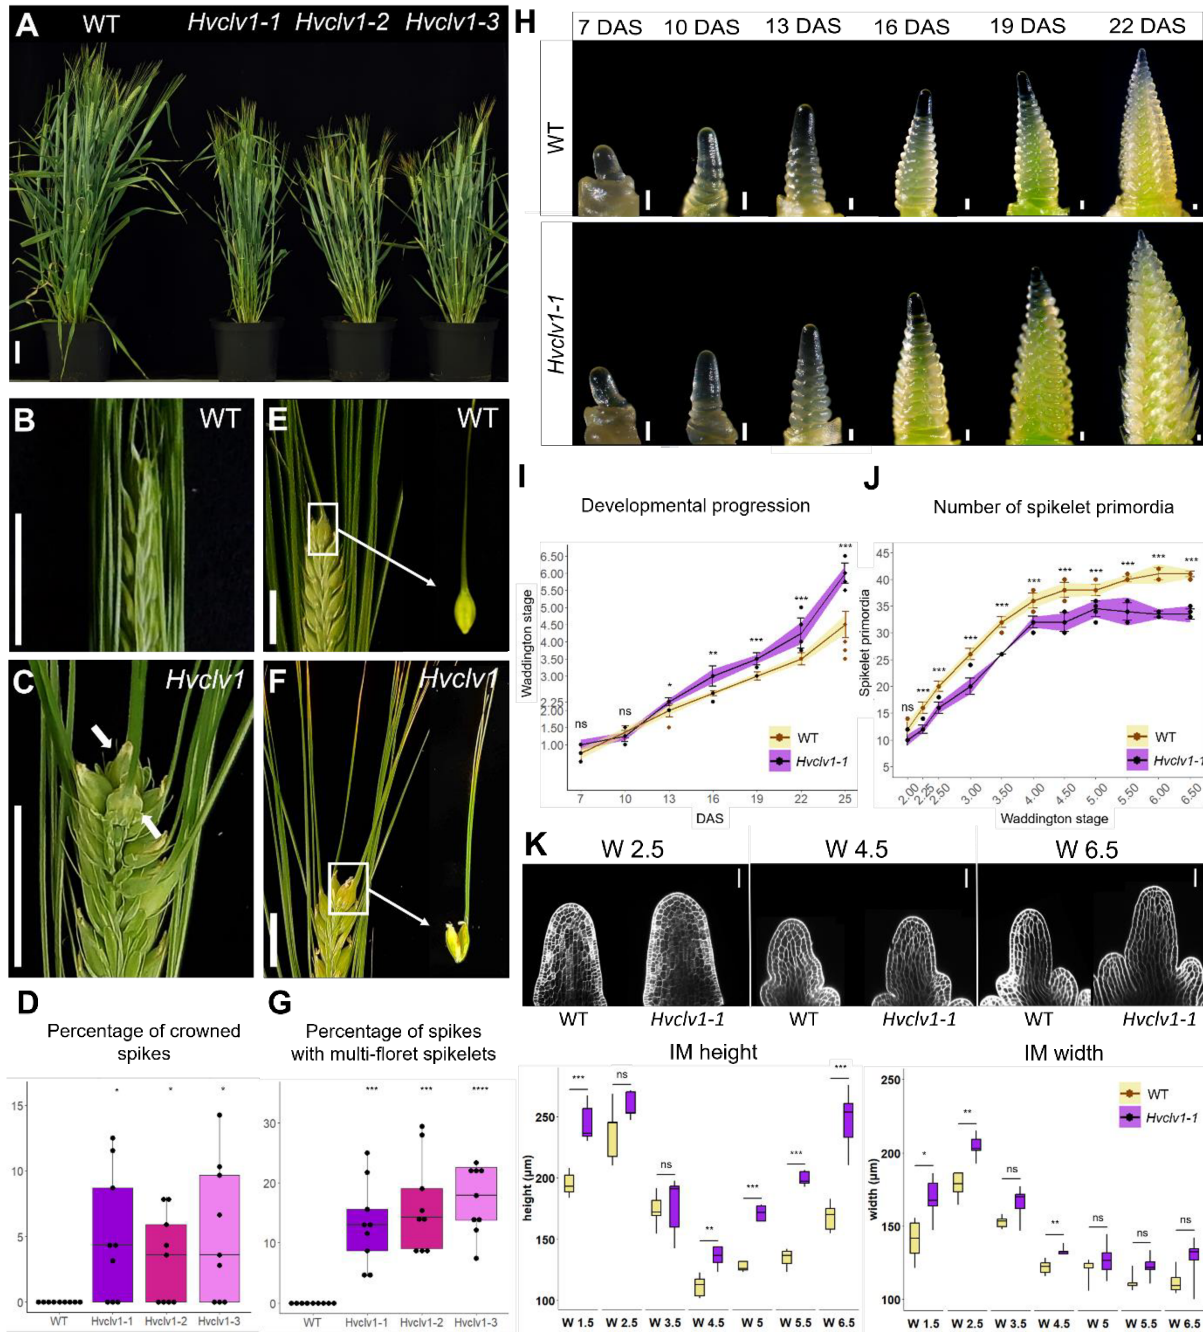 A WT Hvclv1-1 Hvclv1-2 Hvclv1-3
B WT
C Hvclv1
E WT
F Hvclv1
D
Percentage of crowned
spikes
15
10
5
0
* * *
WT Hvclv1-1 Hvclv1-2 Hvclv1-3
G
Percentage of spikes
with multi-floret spikelets
30
20
10
0
*** *** ****
WT Hvclv1-1 Hvclv1-2 Hvclv1-3
H 7 DAS 10 DAS 13 DAS 16 DAS 19 DAS 22 DAS
WT
Hvclv1-1
I
Developmental progression
Waddington stage
6.50
6.00
5.50
5.00
4.50
4.00
3.50
3.00
2.25
2.00
1.50
1.00
ns ns * ** *** *** ***
WT
Hvclv1-1
7 10 13 16 19 22 25
DAS
J
Number of spikelet primordia
Spikelet primordia
40
35
30
25
20
15
10
5
ns *** *** *** *** *** *** *** *** *** ***
WT
Hvclv1-1
2.00 2.25 2.50 3.00 3.50 4.00 4.50 5.00 5.50 6.00 6.50
Waddington stage
K
W 2.5 W 4.5 W 6.5
WT Hvclv1-1 WT Hvclv1-1 WT Hvclv1-1
IM height
height (µm)
250
200
150
100
*** ns ns ** *** *** ***
W 1.5 W 2.5 W 3.5 W 4.5 W 5 W 5.5 W 6.5
IM width
width (µm)
250
200
150
100
* ** ns ** ns ns ns
WT
Hvclv1-1
W 1.5 W 2.5 W 3.5 W 4.5 W 5 W 5.5 W 6.5